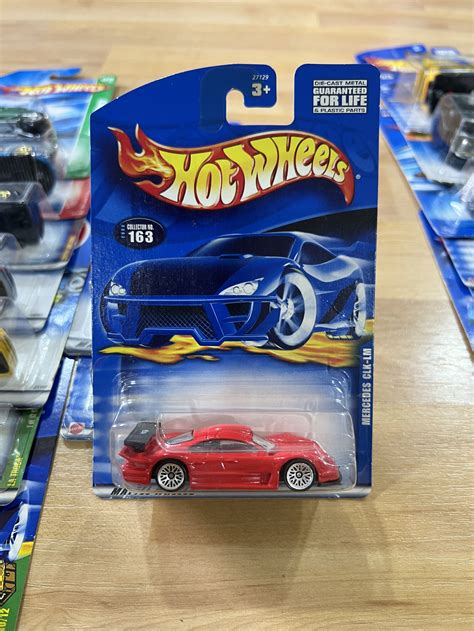 27129
3+
DIE-CAST METAL
GUARANTEED
FOR LIFE
& PLASTIC PARTS
HOT WHEELS
COLLECTOR NO.
163
MERCEDES CLK-LM